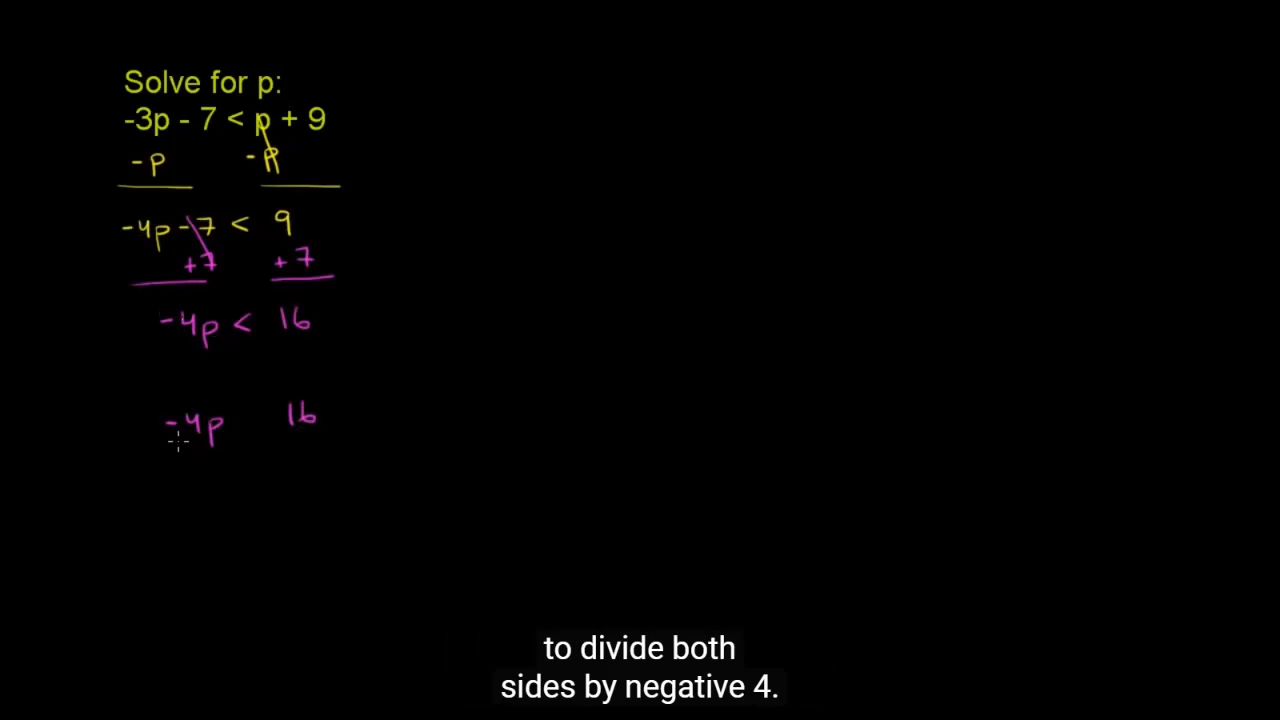 Solve for p:
-3p - 7 < p + 9
-p -p
-4p -7 < 9
+7 +7
-4p < 16
-4p 16
to divide both
sides by negative 4.